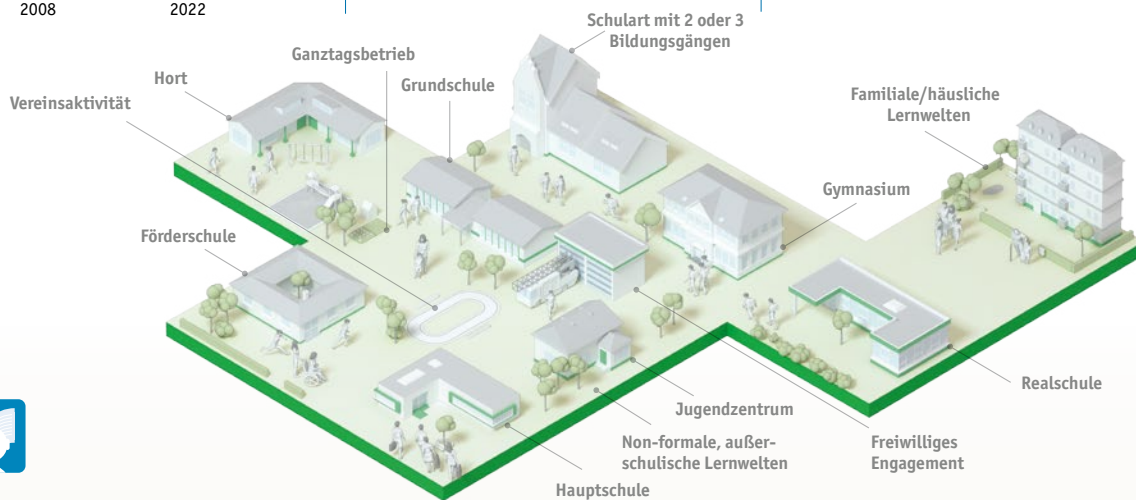 2008
2022
Schulart mit 2 oder 3
Bildungsgängen
Ganztagsbetrieb
Hort
Grundschule
Vereinsaktivität
Familiale/häusliche
Lernwelten
Gymnasium
Förderschule
Realschule
Jugendzentrum
Non-formale, außer-
schulische Lernwelten
Freiwilliges
Engagement
Hauptschule